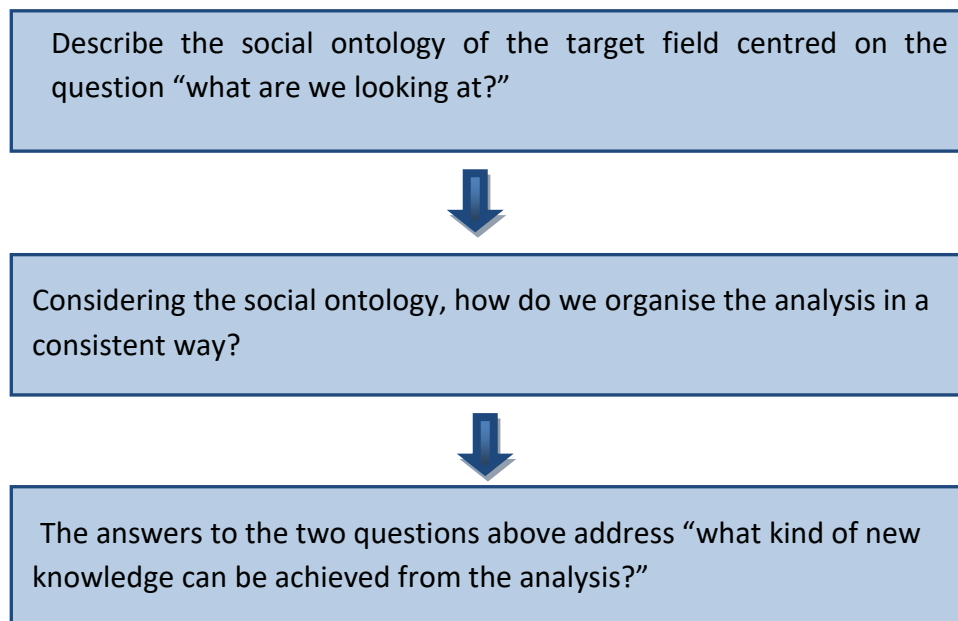 Describe the social ontology of the target field centred on the
question “what are we looking at?”
Considering the social ontology, how do we organise the analysis in a
consistent way?
The answers to the two questions above address “what kind of new
knowledge can be achieved from the analysis?”